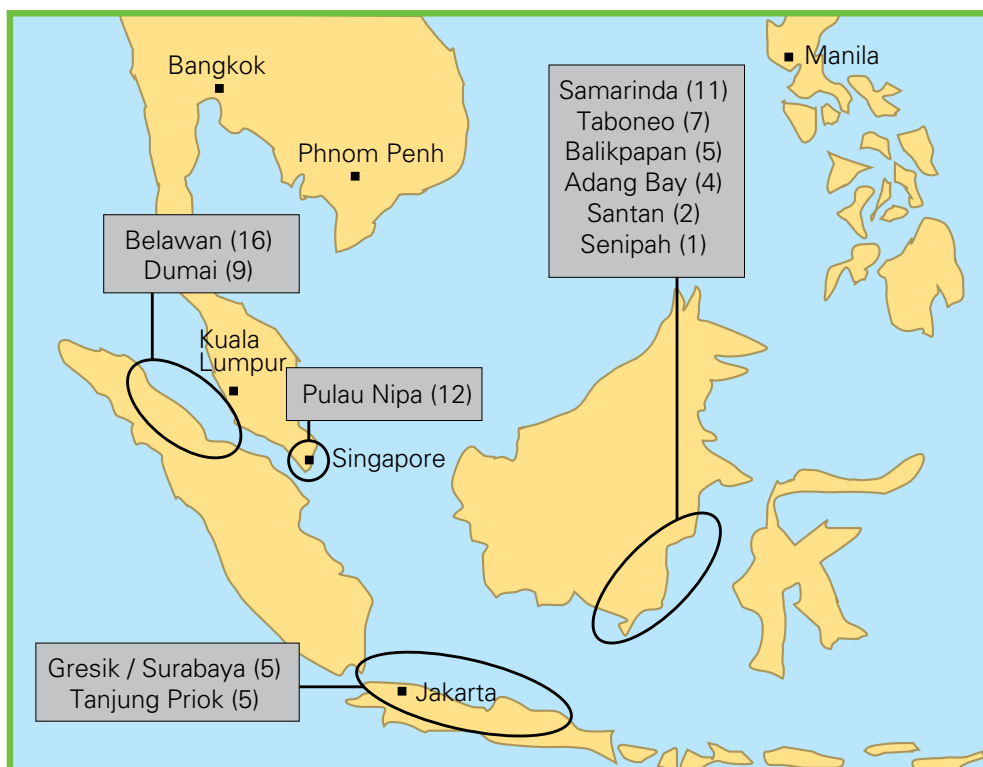 Bangkok
Manila
Phnom Penh
Samarinda (11)
Taboneo (7)
Balikpapan (5)
Adang Bay (4)
Santan (2)
Senipah (1)
Belawan (16)
Dumai (9)
Kuala
Lumpur
Pulau Nipa (12)
Singapore
Gresik / Surabaya (5)
Tanjung Priok (5)
Jakarta